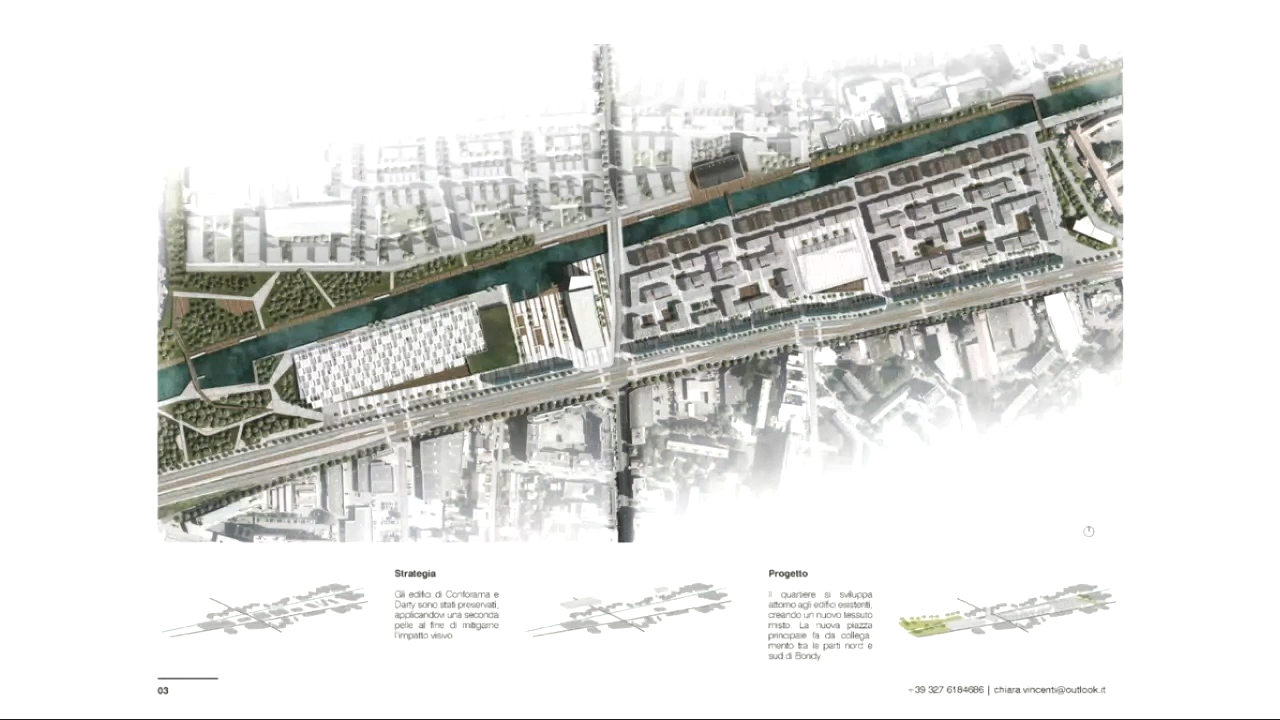 Strategia
Gli edifici di Conforama e
Darty sono stati preservati,
applicandovi una seconda
pelle al fine di mitigarne
l'impatto visivo
Progetto
Il quartiere si sviluppa
attorno agli edifici esistenti,
creando un nuovo tessuto
misto. La nuova piazza
principale fa da collega-
mento tra le parti nord e
sud di Bondy
03
+39 327 6184686 | chiara.vincenti@outlook.it